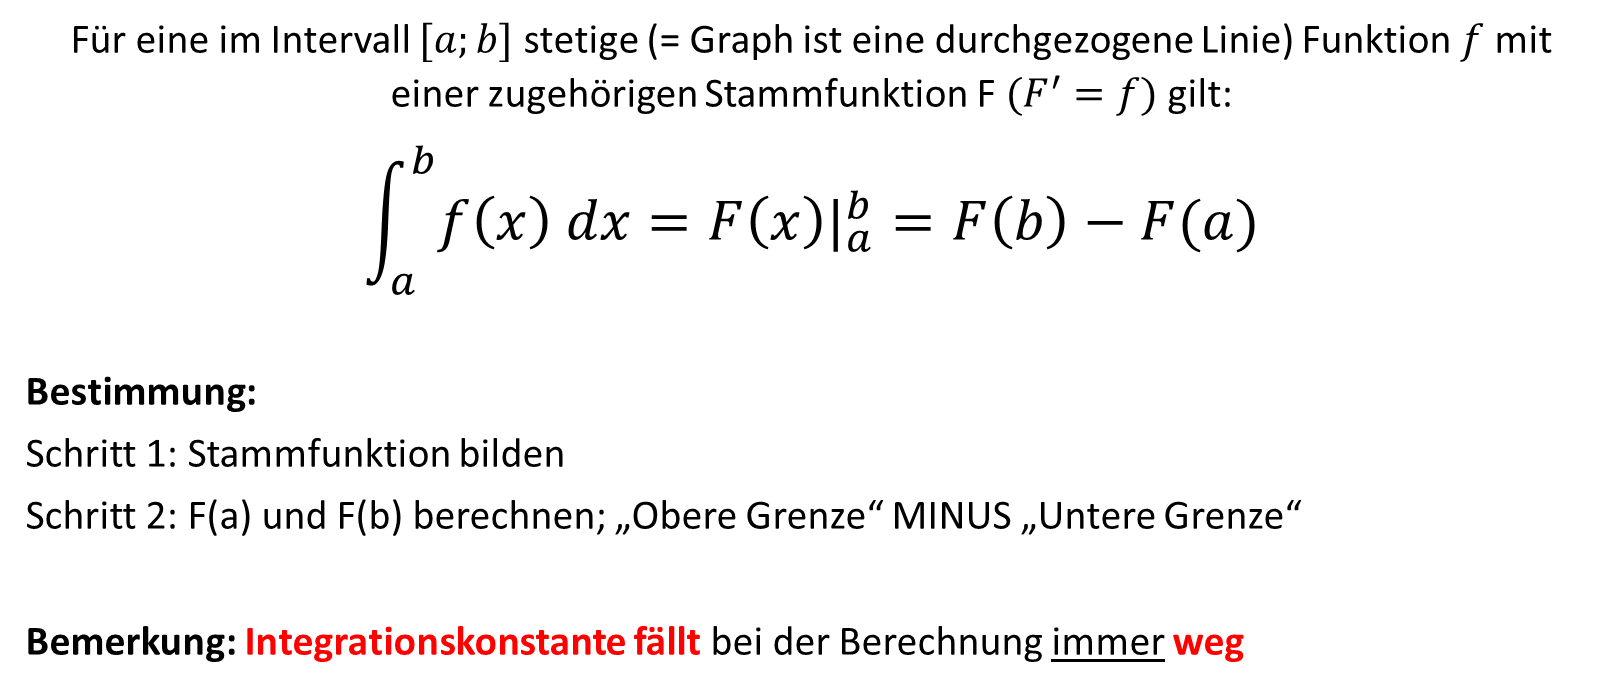 Für eine im Intervall [a; b] stetige (= Graph ist eine durchgezogene Linie) Funktion f mit
einer zugehörigen Stammfunktion F (F′ = f) gilt:
∫_a^b f(x) dx = F(x)|_a^b = F(b) − F(a)
Bestimmung:
Schritt 1: Stammfunktion bilden
Schritt 2: F(a) und F(b) berechnen; „Obere Grenze“ MINUS „Untere Grenze“
Bemerkung: Integrationskonstante fällt bei der Berechnung immer weg